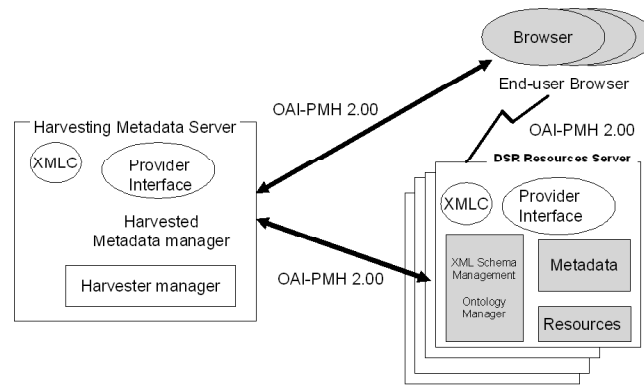 Browser
End-user Browser
OAI-PMH 2.00
OAI-PMH 2.00
Harvesting Metadata Server
XMLC
Provider
Interface
Harvested
Metadata manager
Harvester manager
OAI-PMH 2.00
DSR Resources Server
XMLC
Provider
Interface
XML Schema
Management
Ontology
Manager
Metadata
Resources